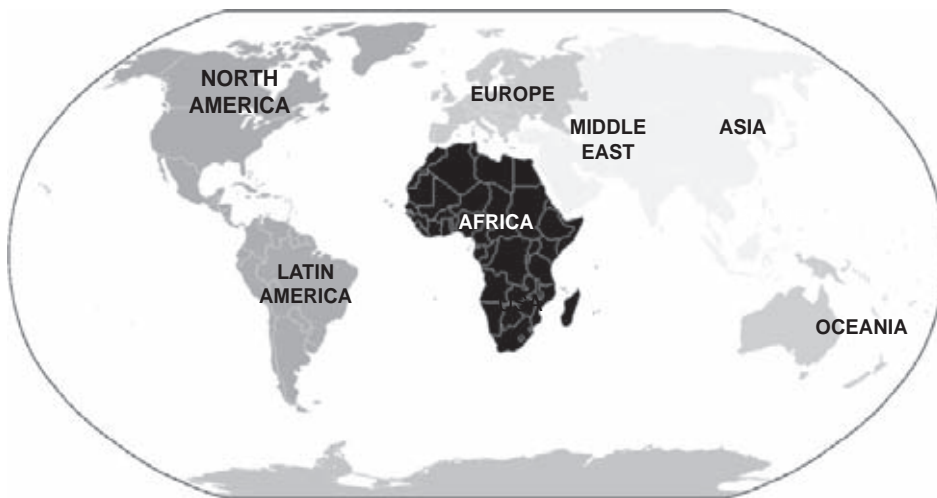 NORTH
AMERICA
EUROPE
MIDDLE
EAST
ASIA
AFRICA
LATIN
AMERICA
OCEANIA